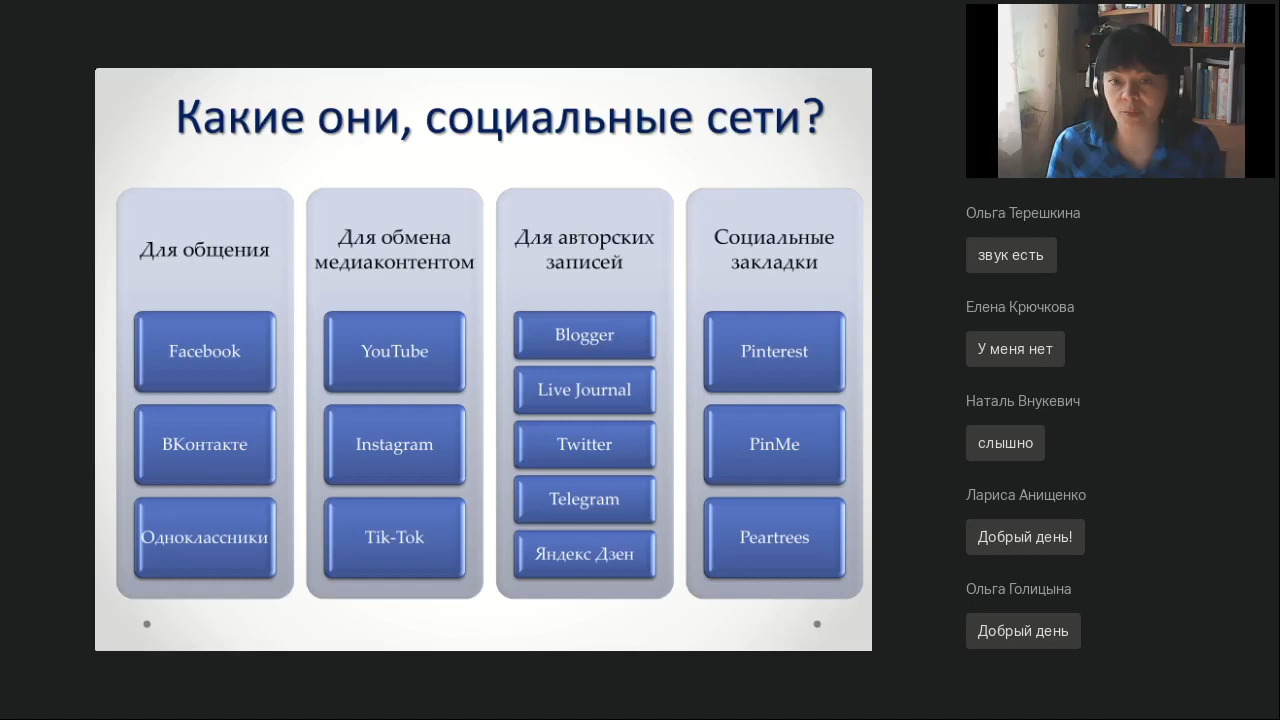 Какие они, социальные сети?
Для общения
Facebook
ВКонтакте
Одноклассники
Для обмена
медиаконтентом
YouTube
Instagram
Tik-Tok
Для авторских
записей
Blogger
Live Journal
Twitter
Telegram
Яндекс Дзен
Социальные
закладки
Pinterest
PinMe
Peartrees
Ольга Терешкина
звук есть
Елена Крючкова
У меня нет
Наталь Внукевич
слышно
Лариса Анищенко
Добрый день!
Ольга Голицына
Добрый день